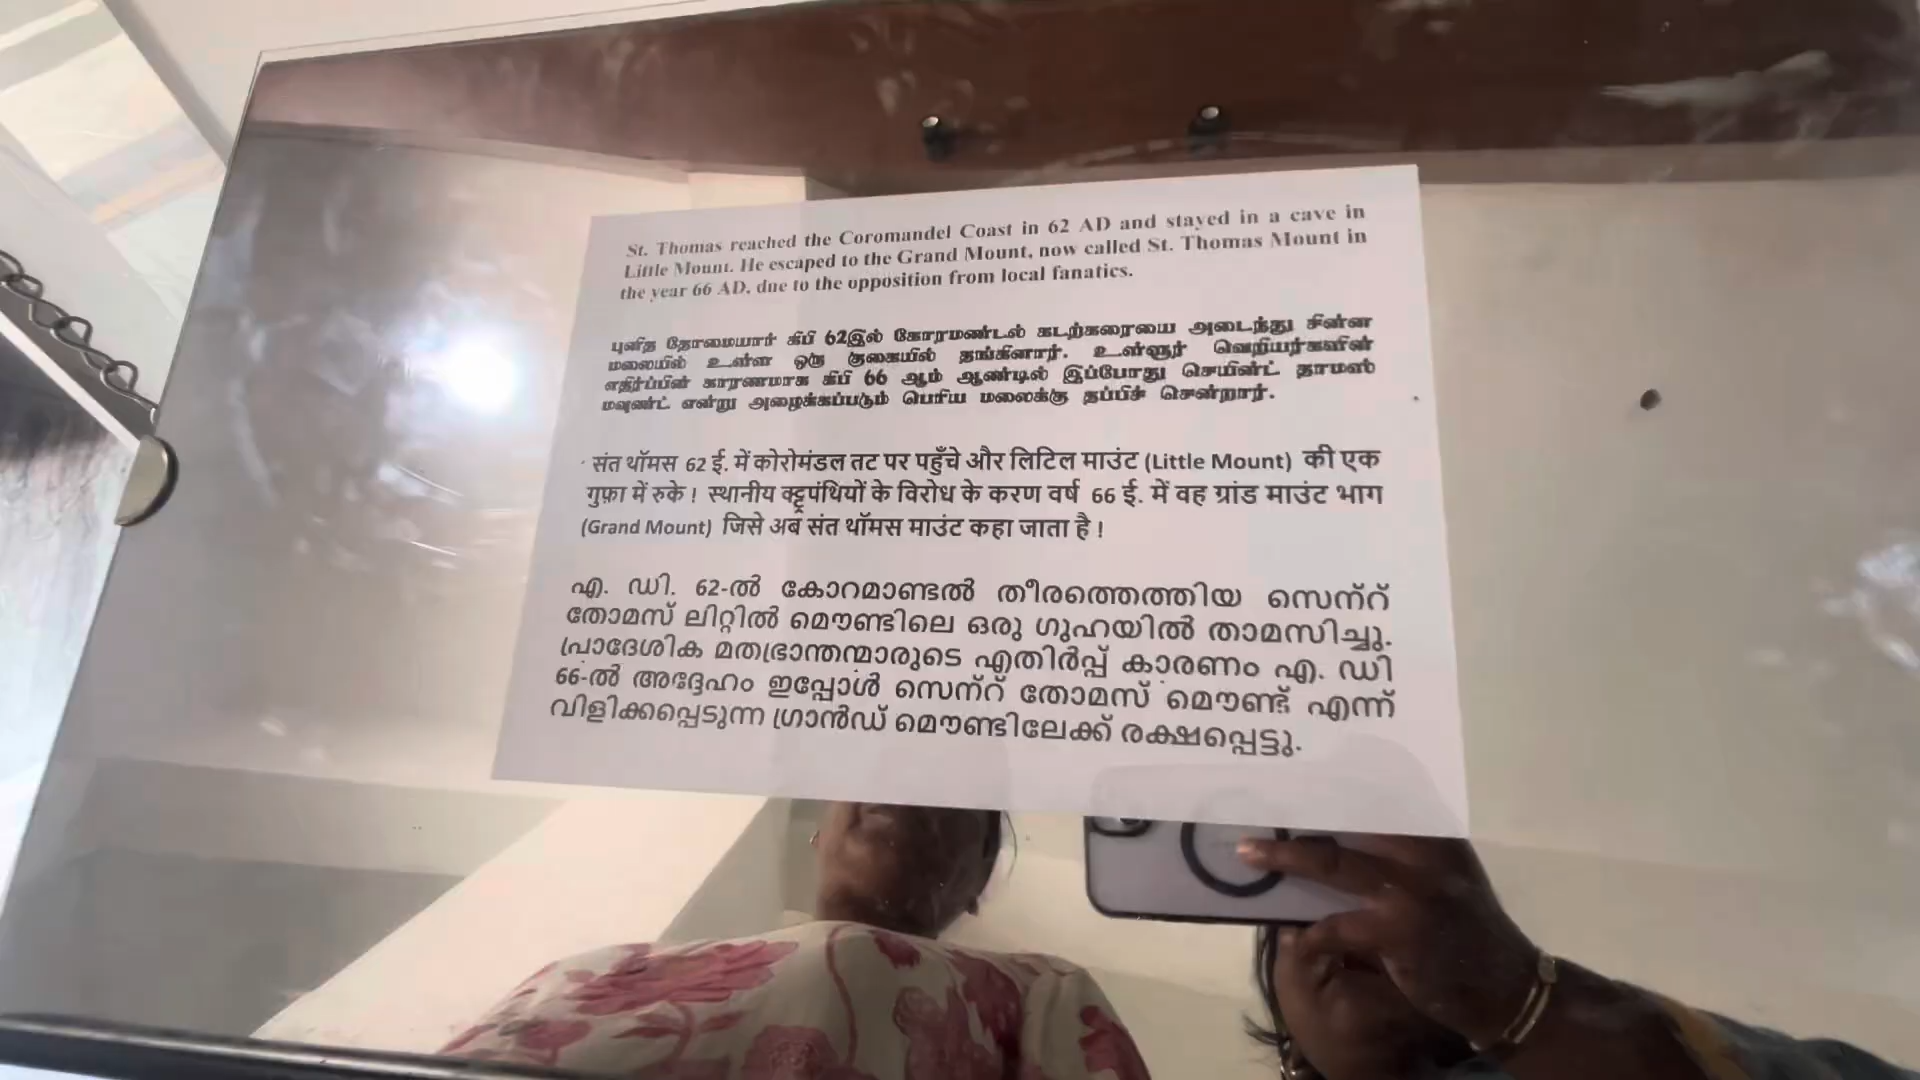 St. Thomas reached the Coromandel Coast in 62 AD and stayed in a cave in
Little Mount. He escaped to the Grand Mount, now called St. Thomas Mount in
the year 66 AD, due to the opposition from local fanatics.
புனித தோமையார் கிபி 62இல் கோரமண்டல் கடற்கரையை அடைந்து சின்ன
மலையில் உள்ள ஒரு குகையில் தங்கினார். உள்ளூர் வெறியர்களின்
எதிர்ப்பின் காரணமாக கிபி 66 ஆம் ஆண்டில் இப்போது செயின்ட் தாமஸ்
மவுண்ட் என்று அழைக்கப்படும் பெரிய மலைக்கு தப்பிச் சென்றார்.
संत थॉमस 62 ई. में कोरोमंडल तट पर पहुँचे और लिटिल माउंट (Little Mount) की एक
गुफ़ा में रुके ! स्थानीय क्ट्टरपंथियों के विरोध के करण वर्ष 66 ई. में वह ग्रांड माउंट भाग
(Grand Mount) जिसे अब संत थॉमस माउंट कहा जाता है !
എ. ഡി. 62-ൽ കോറമാണ്ടൽ തീരത്തെത്തിയ സെന്റ്
തോമസ് ലിറ്റിൽ മൌണ്ടിലെ ഒരു ഗുഹയിൽ താമസിച്ചു.
പ്രാദേശിക മതഭ്രാന്തന്മാരുടെ എതിർപ്പ് കാരണം എ. ഡി
66-ൽ അദ്ദേഹം ഇപ്പോൾ സെന്റ് തോമസ് മൌണ്ട് എന്ന്
വിളിക്കപ്പെടുന്ന ഗ്രാൻഡ് മൌണ്ടിലേക്ക് രക്ഷപ്പെട്ടു.